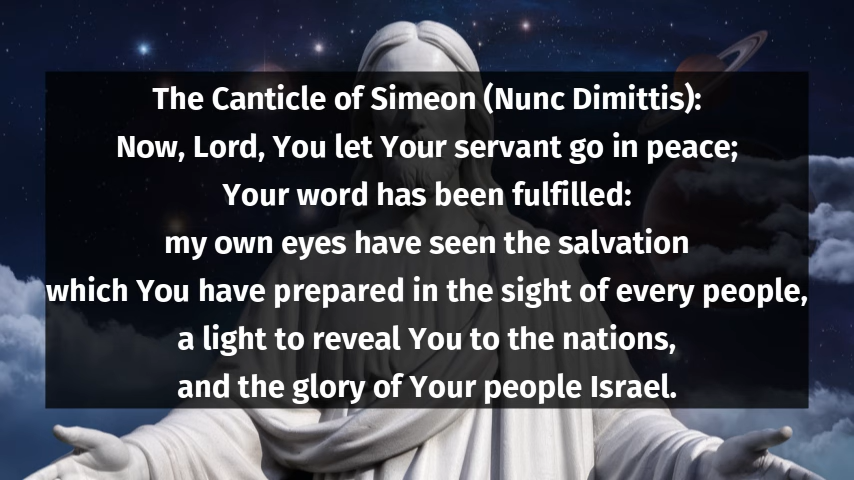 The Canticle of Simeon (Nunc Dimittis):
Now, Lord, You let Your servant go in peace;
Your word has been fulfilled:
my own eyes have seen the salvation
which You have prepared in the sight of every people,
a light to reveal You to the nations,
and the glory of Your people Israel.